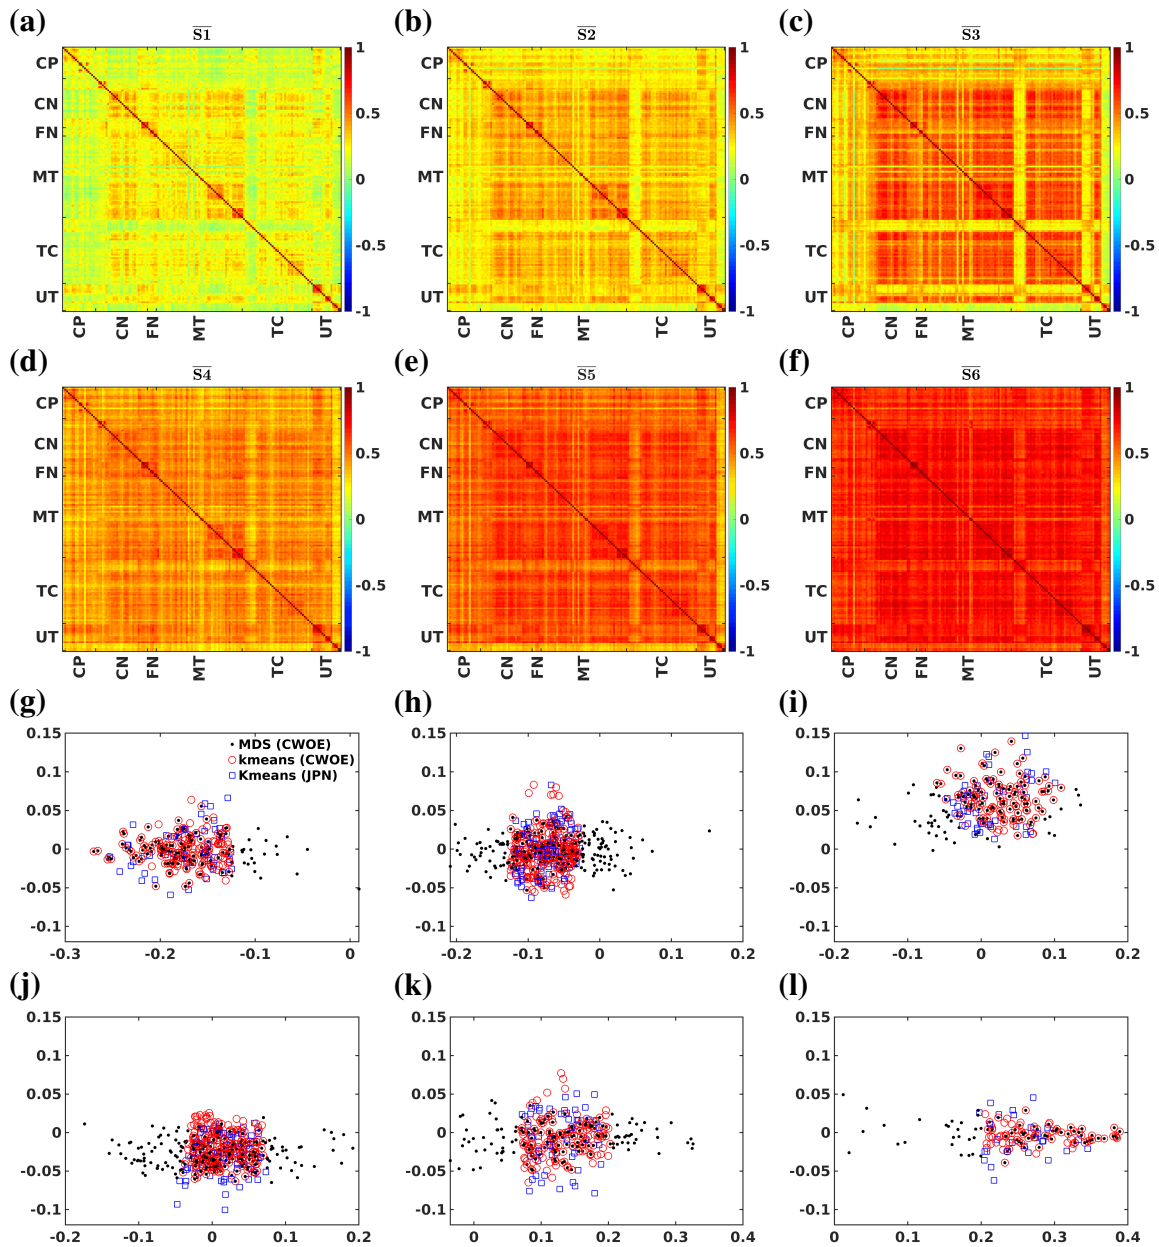 (a) S1 (b) S2 (c) S3
CP CN FN MT TC UT
1 0.5 0 -0.5 -1
CP CN FN MT TC UT
CP CN FN MT TC UT
1 0.5 0 -0.5 -1
CP CN FN MT TC UT
CP CN FN MT TC UT
1 0.5 0 -0.5 -1
CP CN FN MT TC UT
(d) S4 (e) S5 (f) S6
CP CN FN MT TC UT
1 0.5 0 -0.5 -1
CP CN FN MT TC UT
CP CN FN MT TC UT
1 0.5 0 -0.5 -1
CP CN FN MT TC UT
CP CN FN MT TC UT
1 0.5 0 -0.5 -1
CP CN FN MT TC UT
(g)
0.15 0.1 0.05 0 -0.05 -0.1
MDS (CWOE)
kmeans (CWOE)
Kmeans (JPN)
-0.3 -0.2 -0.1 0
(h)
0.15 0.1 0.05 0 -0.05 -0.1
-0.2 -0.1 0 0.1 0.2
(i)
0.15 0.1 0.05 0 -0.05 -0.1
-0.2 -0.1 0 0.1 0.2
(j)
0.15 0.1 0.05 0 -0.05 -0.1
-0.2 -0.1 0 0.1 0.2
(k)
0.15 0.1 0.05 0 -0.05 -0.1
0 0.1 0.2 0.3 0.4
(l)
0.15 0.1 0.05 0 -0.05 -0.1
0 0.1 0.2 0.3 0.4